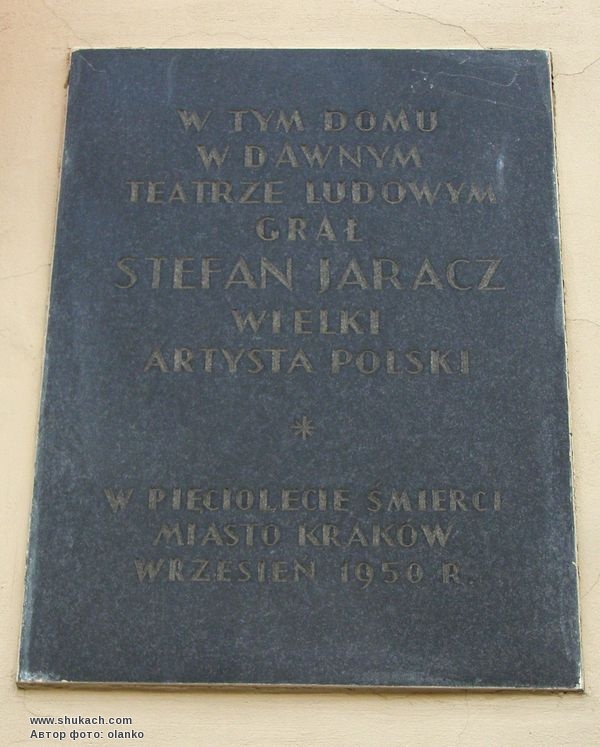 W TYM DOMU
W DAWNYM
TEATRZE LUDOWYM
GRAŁ
STEFAN JARACZ
WIELKI
ARTYSTA POLSKI
*
W PIĘCIOLECIE ŚMIERCI
MIASTO KRAKÓW
WRZESIEŃ 1950 R.
www.shukach.com
Автор фото: olanko